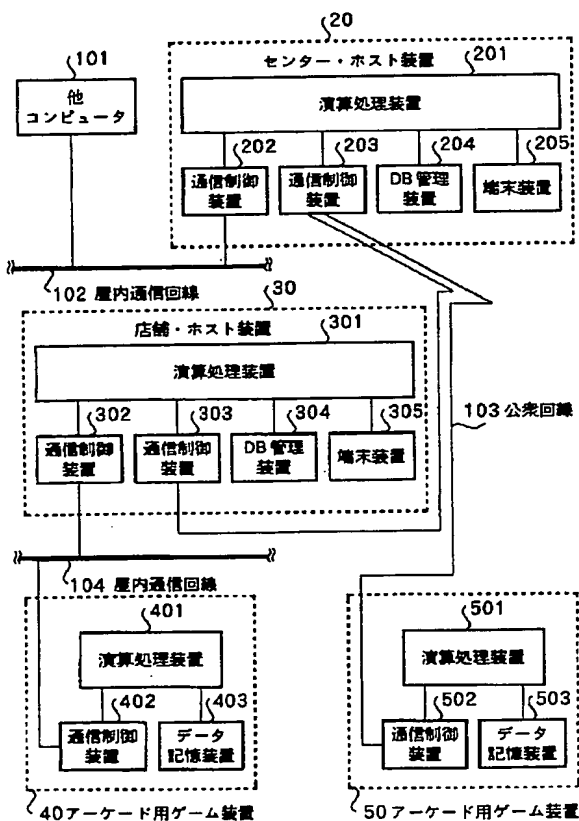 20
101
センター・ホスト装置
201
他
コンピュータ
演算処理装置
202
203
204
205
通信制御
装置
通信制御
装置
DB管理
装置
端末装置
102 屋内通信回線
30
店舗・ホスト装置
301
演算処理装置
302
303
304
305
103公衆回線
通信制御
装置
通信制御
装置
DB管理
装置
端末装置
104 屋内通信回線
401
演算処理装置
402
403
通信制御
装置
データ
記憶装置
40アーケード用ゲーム装置
501
演算処理装置
502
503
通信制御
装置
データ
記憶装置
50アーケード用ゲーム装置